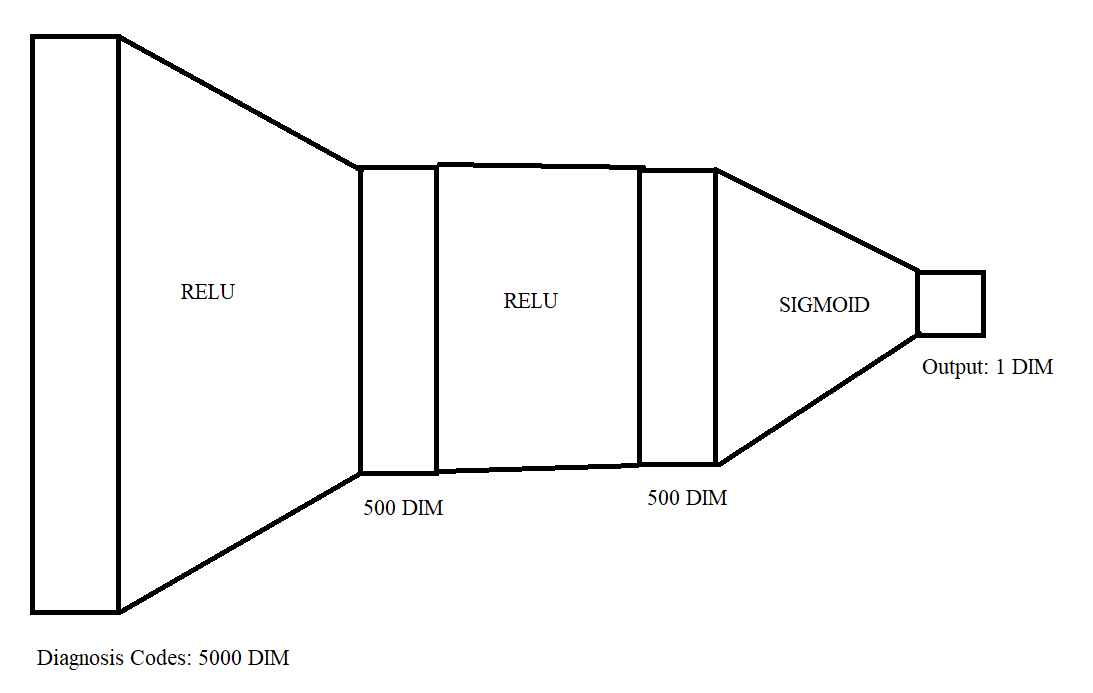 RELU
RELU
SIGMOID
Output: 1 DIM
500 DIM
500 DIM
Diagnosis Codes: 5000 DIM